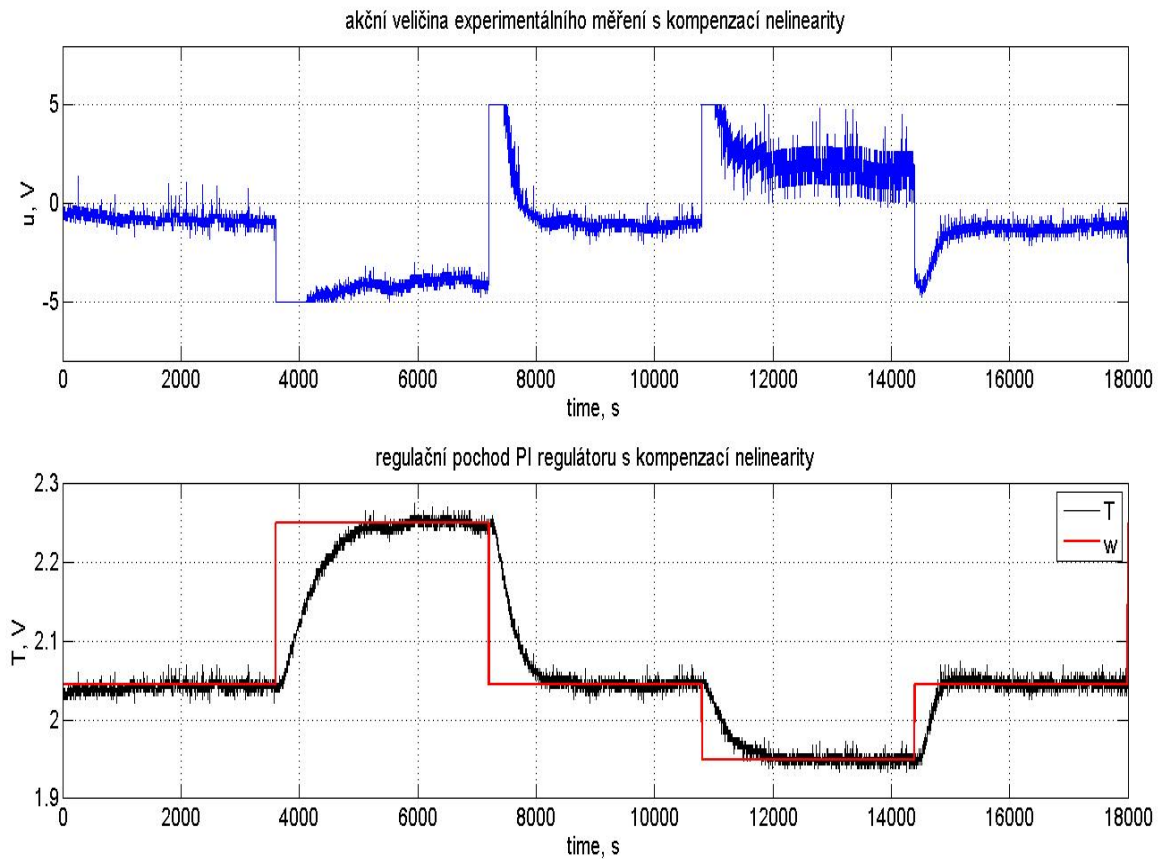 akční veličina experimentálního měření s kompenzací nelinearity
5
0
-5
u, V
0 2000 4000 6000 8000 10000 12000 14000 16000 18000
time, s
regulační pochod PI regulátoru s kompenzací nelinearity
2.3
2.2
2.1
2
1.9
T, V
T
w
0 2000 4000 6000 8000 10000 12000 14000 16000 18000
time, s